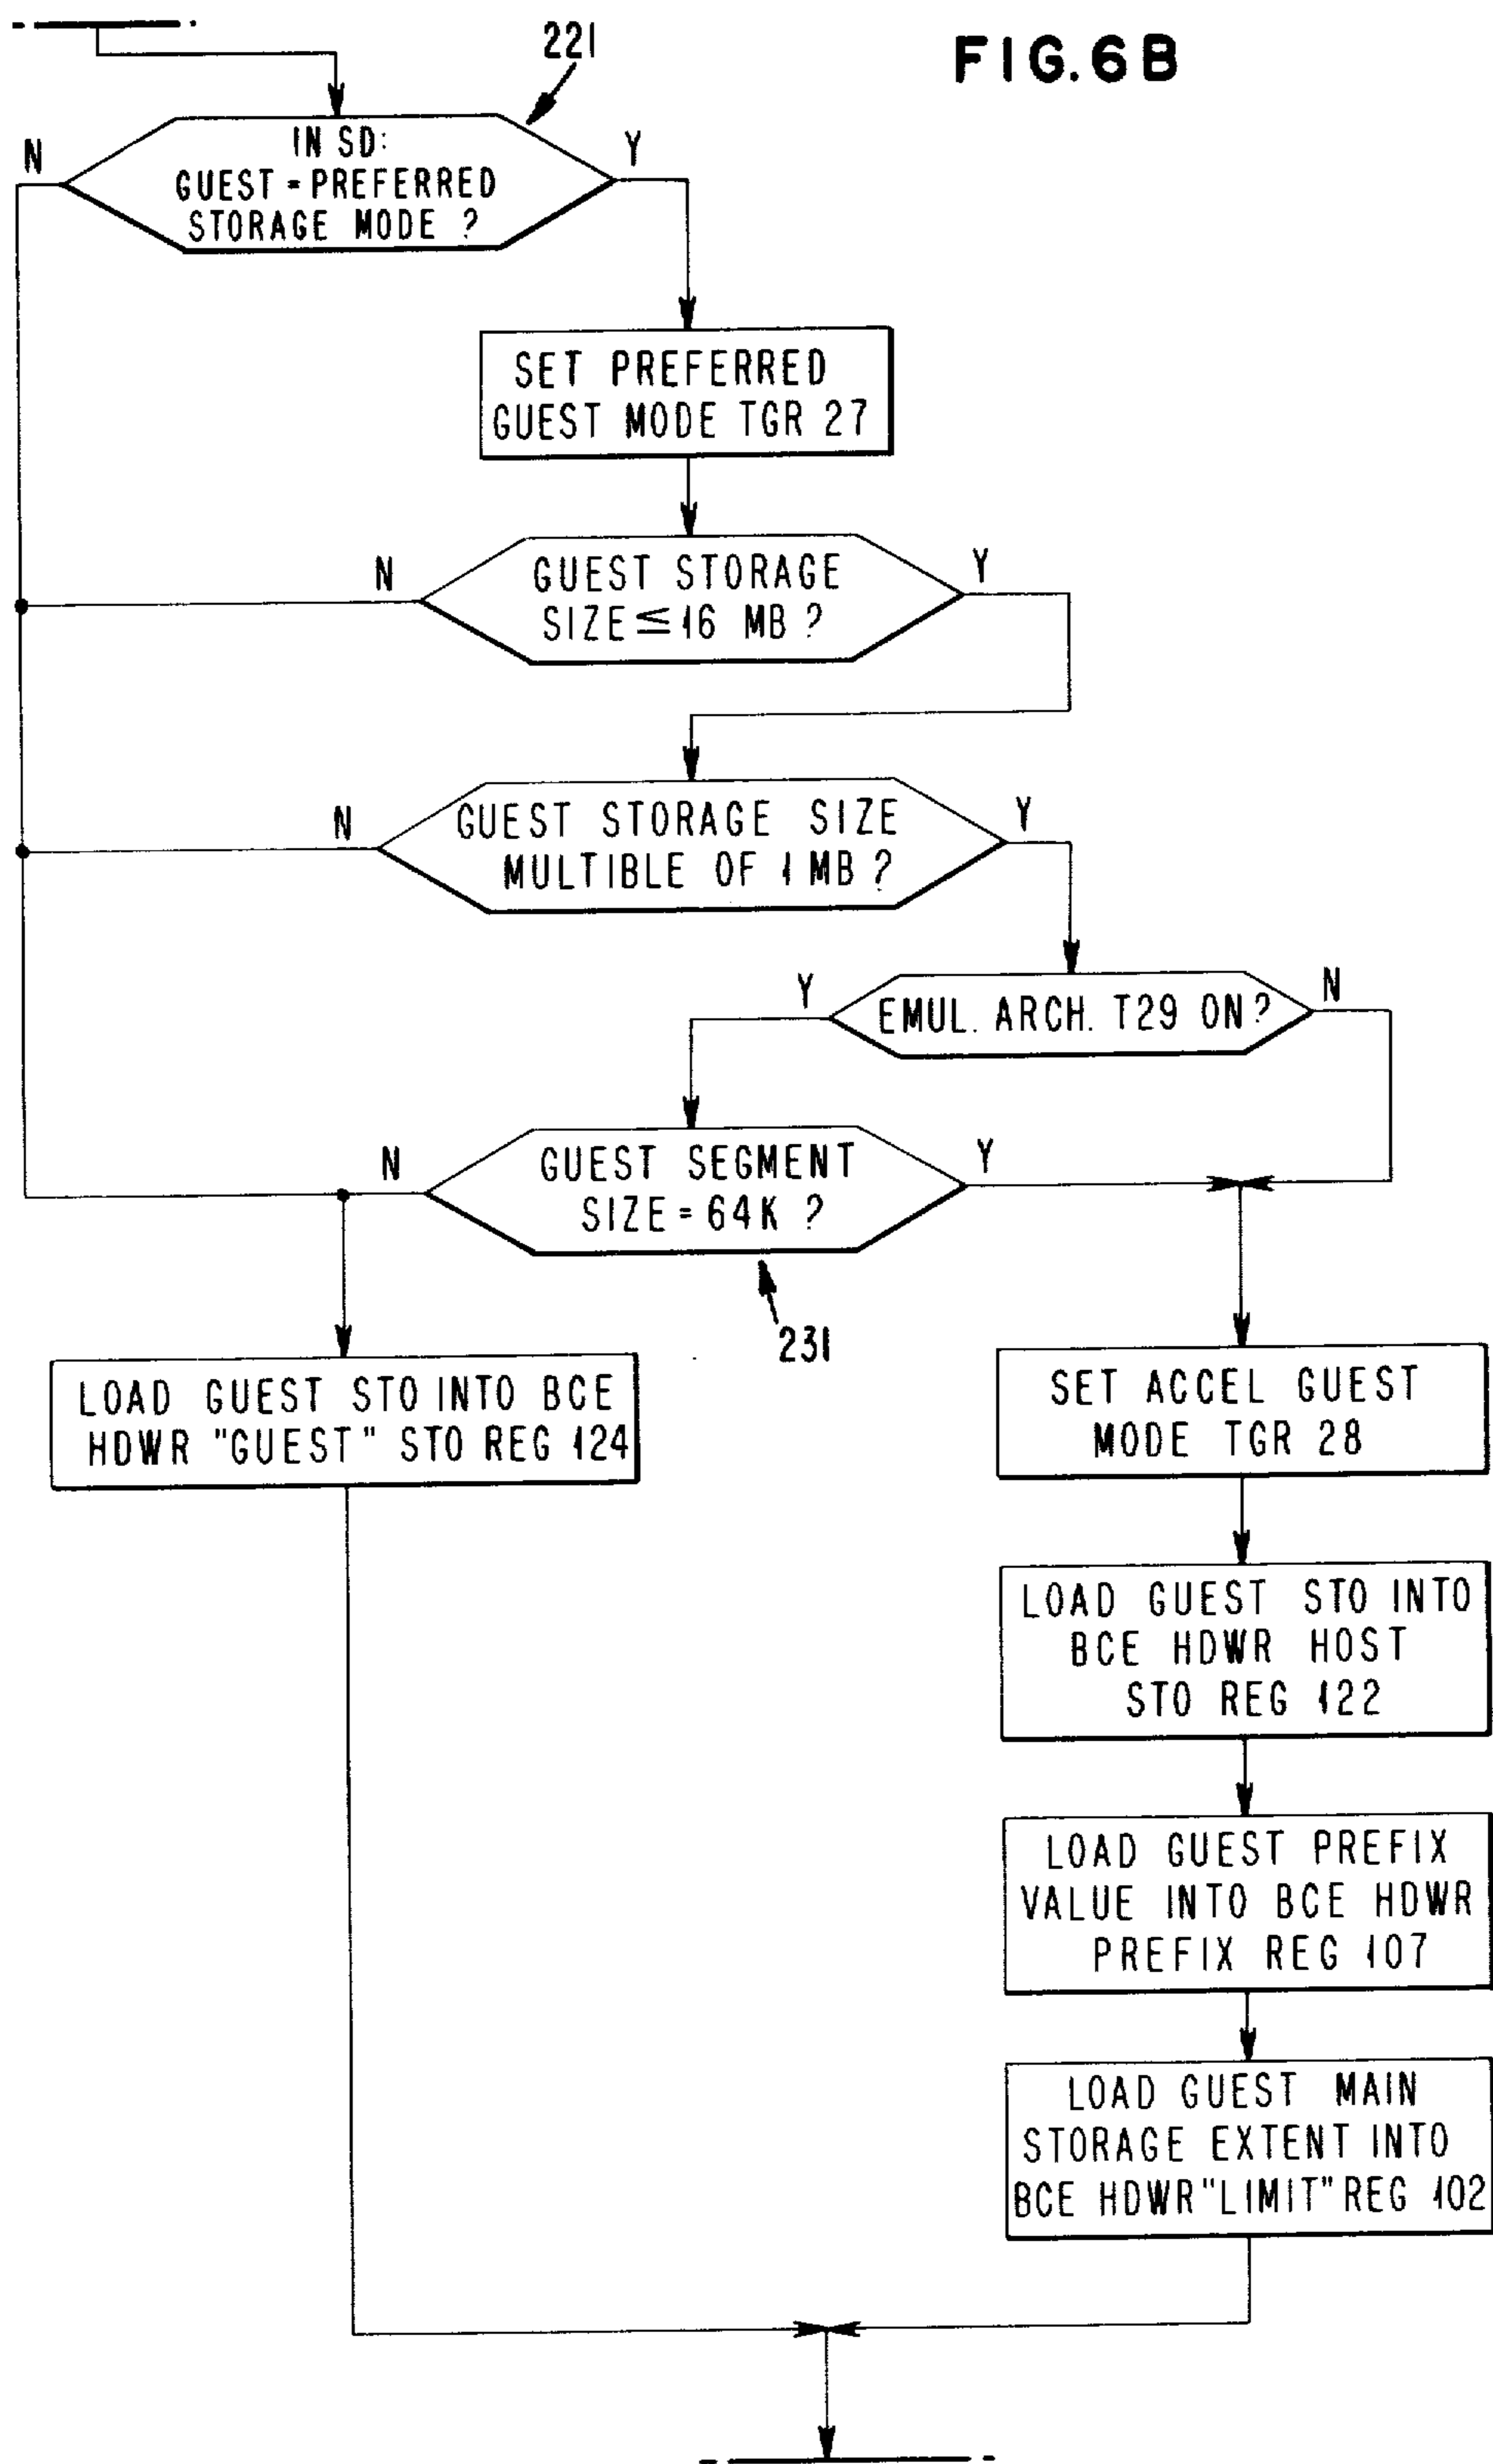 FIG. 6B
221
IN SD:
GUEST = PREFERRED
STORAGE MODE ?
N
Y
SET PREFERRED
GUEST MODE TGR 27
N
GUEST STORAGE
SIZE ≦ 16 MB ?
Y
N
GUEST STORAGE SIZE
MULTIBLE OF 1 MB ?
Y
Y
EMUL. ARCH. T29 ON ?
N
N
GUEST SEGMENT
SIZE = 64K ?
Y
231
LOAD GUEST STO INTO BCE
HDWR "GUEST" STO REG 124
SET ACCEL GUEST
MODE TGR 28
LOAD GUEST STO INTO
BCE HDWR HOST
STO REG 122
LOAD GUEST PREFIX
VALUE INTO BCE HDWR
PREFIX REG 107
LOAD GUEST MAIN
STORAGE EXTENT INTO
BCE HDWR "LIMIT" REG 102